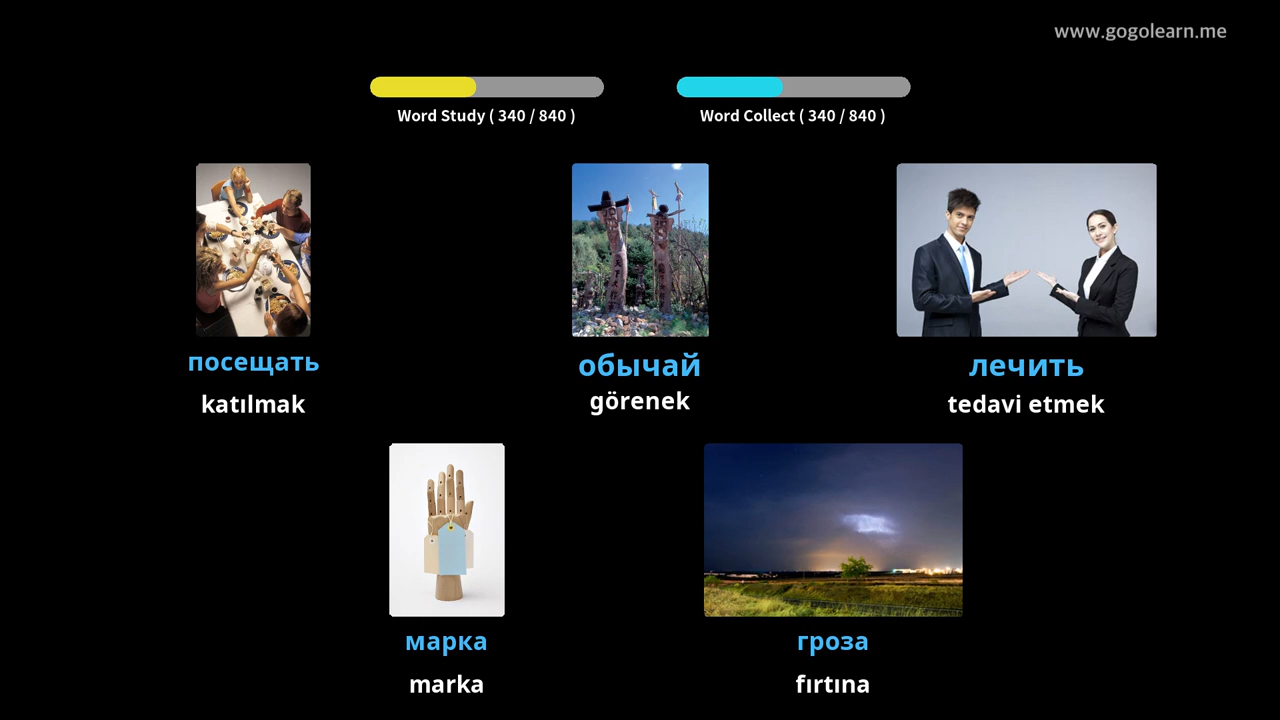 www.gogolearn.me
Word Study ( 340 / 840 )
Word Collect ( 340 / 840 )
посещать
katılmak
обычай
görenek
лечить
tedavi etmek
марка
marka
гроза
fırtına